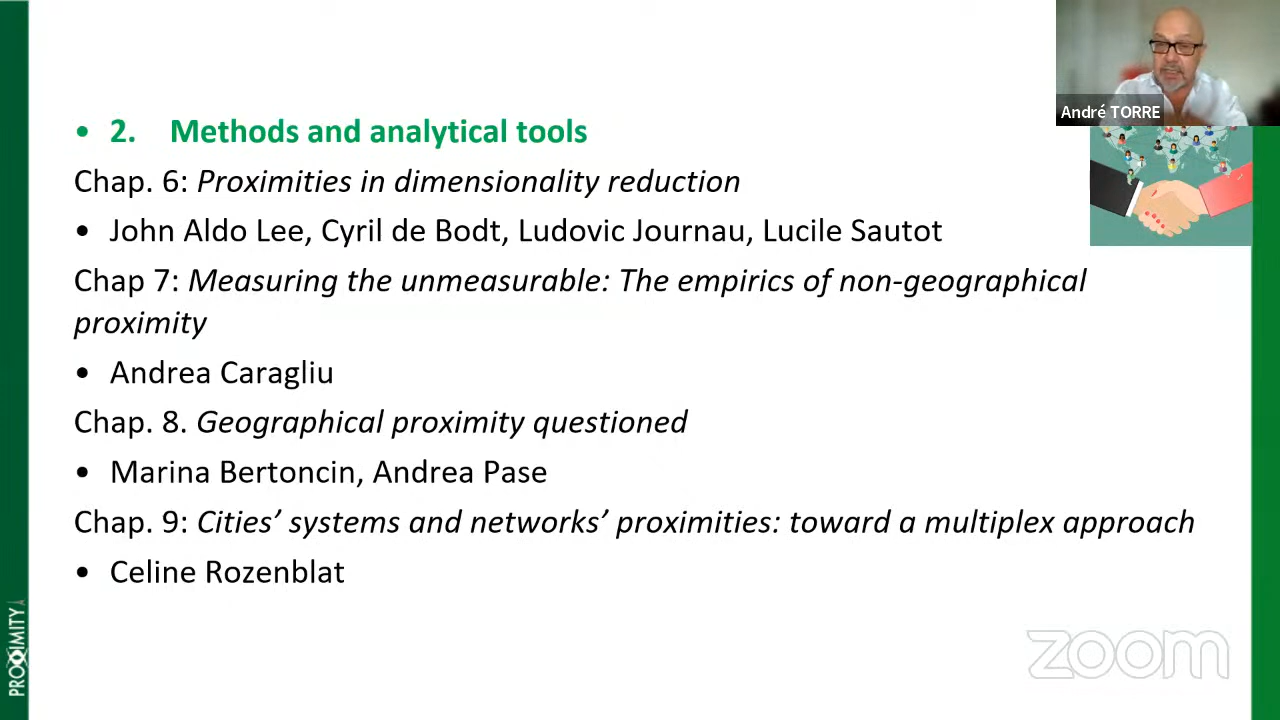 • 2. Methods and analytical tools
Chap. 6: Proximities in dimensionality reduction
• John Aldo Lee, Cyril de Bodt, Ludovic Journau, Lucile Sautot
Chap 7: Measuring the unmeasurable: The empirics of non-geographical
proximity
• Andrea Caragliu
Chap. 8. Geographical proximity questioned
• Marina Bertoncin, Andrea Pase
Chap. 9: Cities’ systems and networks’ proximities: toward a multiplex approach
• Celine Rozenblat
André TORRE
PROXIMITY
zoom